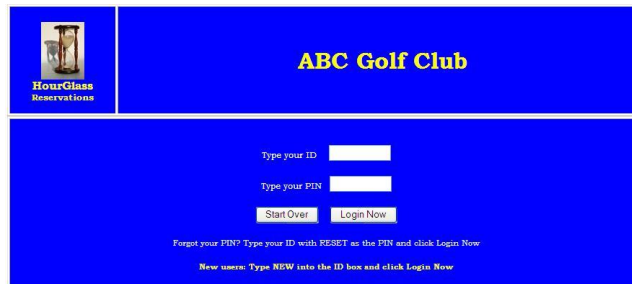 HourGlass
Reservations
ABC Golf Club
Type your ID
Type your PIN
Start Over Login Now
Forgot your PIN? Type your ID with RESET as the PIN and click Login Now
New users: Type NEW into the ID box and click Login Now